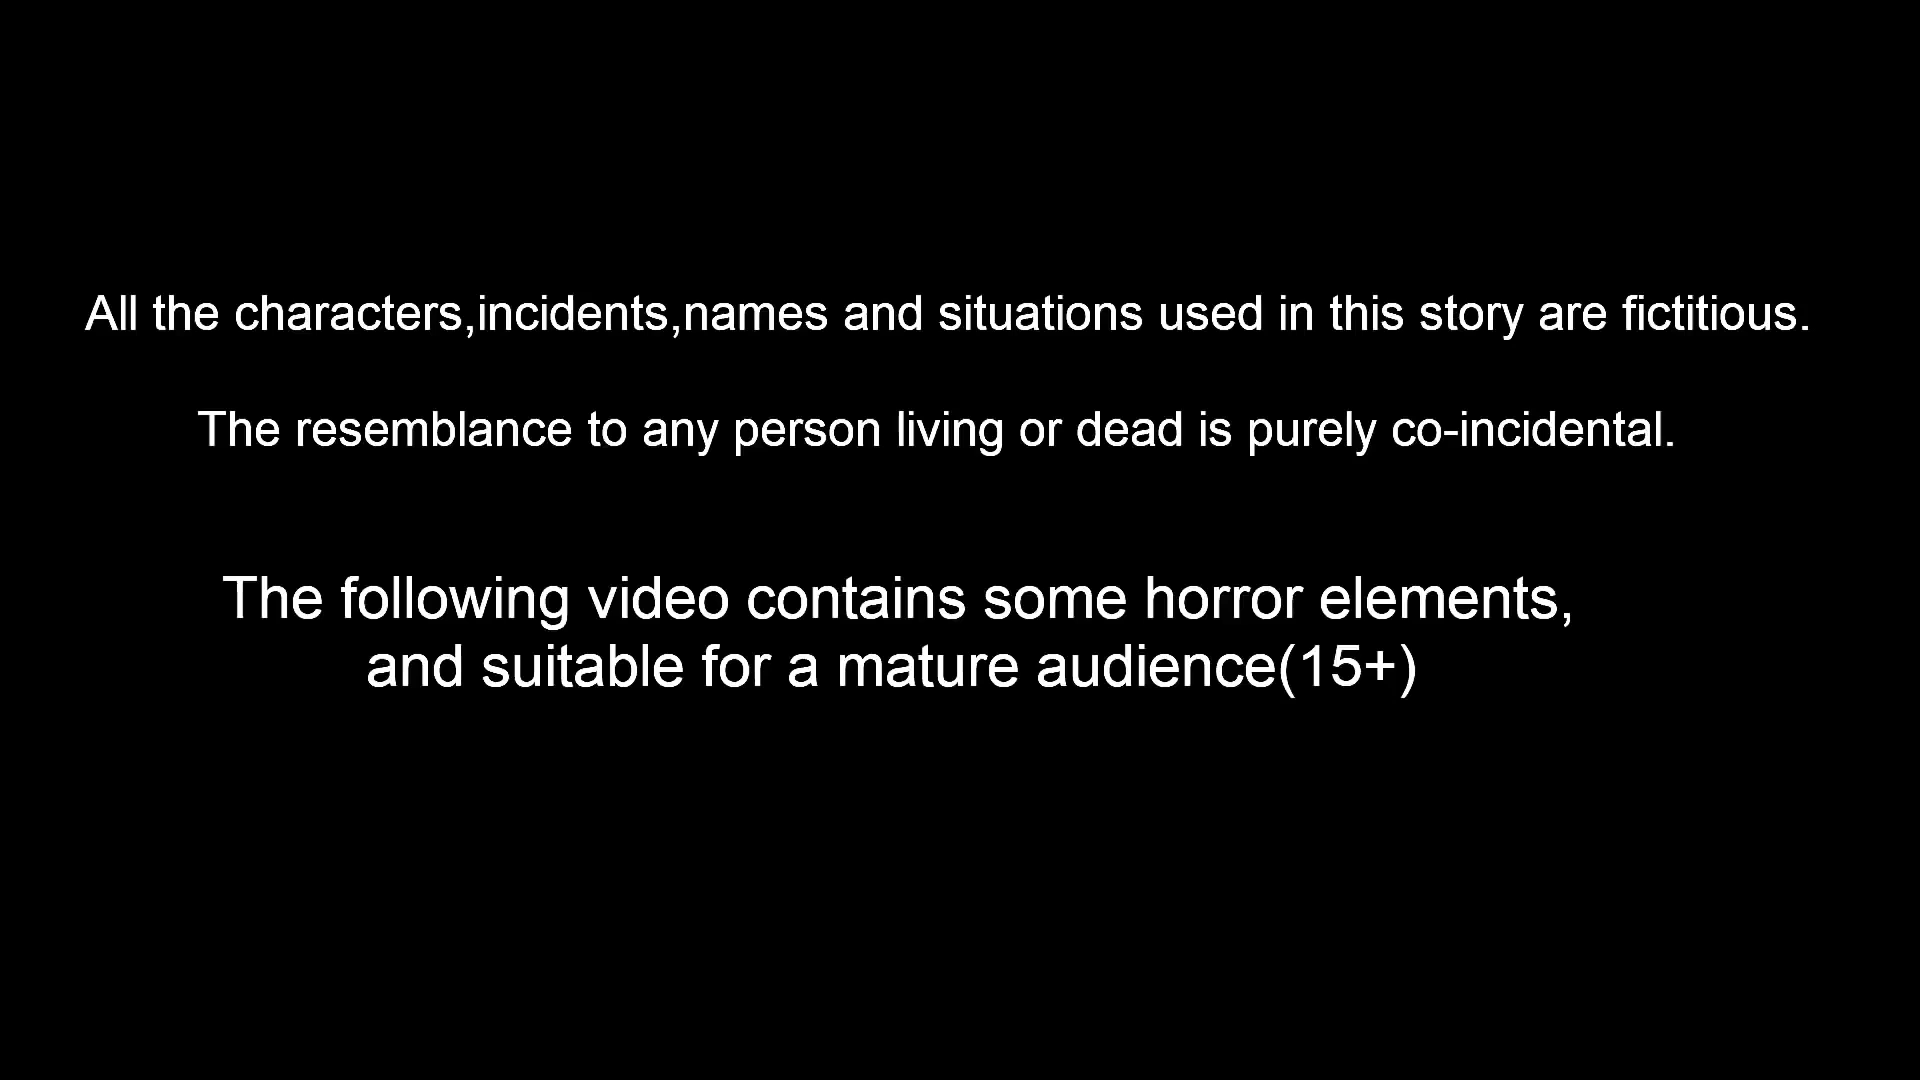 All the characters,incidents,names and situations used in this story are fictitious.
The resemblance to any person living or dead is purely co-incidental.
The following video contains some horror elements,
and suitable for a mature audience(15+)